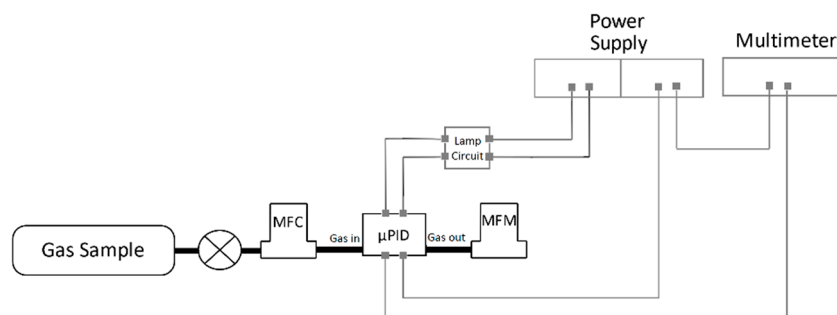 Power
Supply
Multimeter
Lamp
Circuit
MFC
MFM
Gas in
μPID
Gas out
Gas Sample